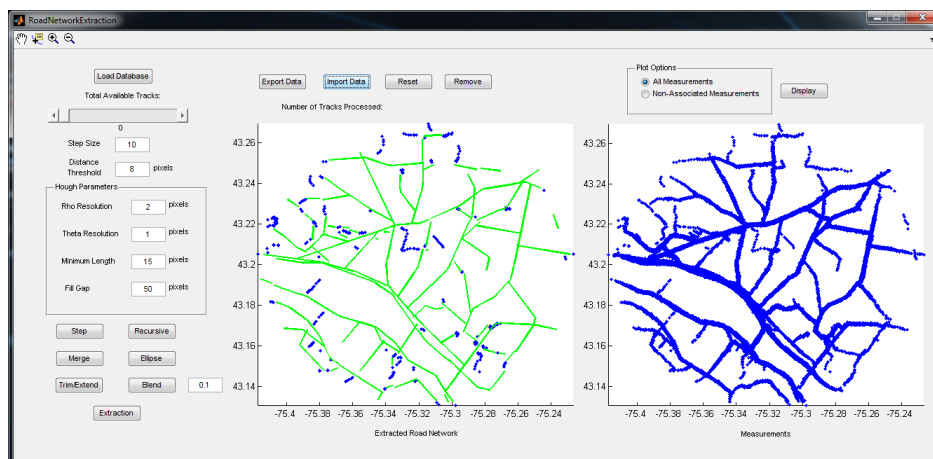 RoadNetworkExtraction
Load Database
Total Available Tracks:
0
Step Size 10
Distance Threshold 8 pixels
Hough Parameters
Rho Resolution 2 pixels
Theta Resolution 1 pixels
Minimum Length 15 pixels
Fill Gap 50 pixels
Step Recursive
Merge Ellipse
Trim/Extend Blend 0.1
Extraction
Export Data Import Data Reset Remove
Number of Tracks Processed:
43.26
43.24
43.22
43.2
43.18
43.16
43.14
-75.4 -75.38 -75.36 -75.34 -75.32 -75.3 -75.28 -75.26 -75.24
Extracted Road Network
Plot Options
All Measurements
Non-Associated Measurements
Display
43.26
43.24
43.22
43.2
43.18
43.16
43.14
-75.4 -75.38 -75.36 -75.34 -75.32 -75.3 -75.28 -75.26 -75.24
Measurements